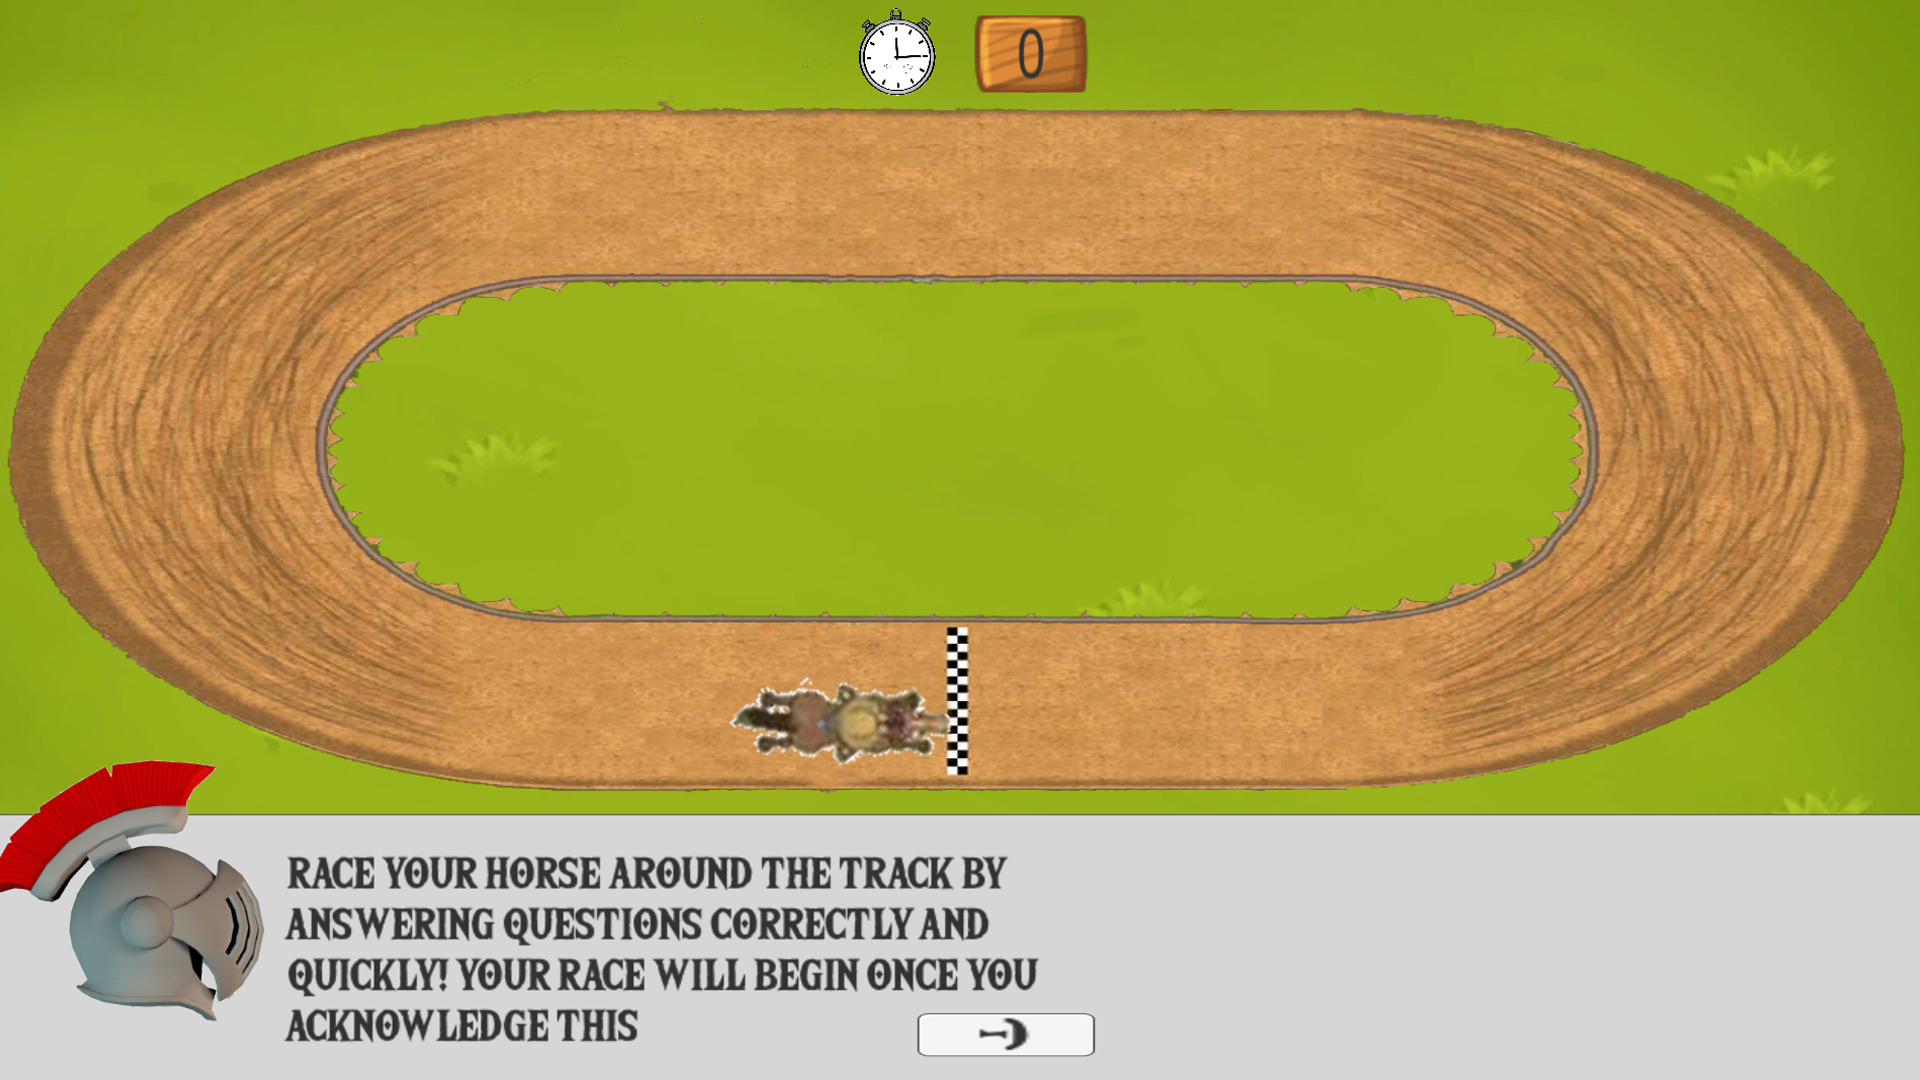 0
RACE YOUR HORSE AROUND THE TRACK BY
ANSWERING QUESTIONS CORRECTLY AND
QUICKLY! YOUR RACE WILL BEGIN ONCE YOU
ACKNOWLEDGE THIS